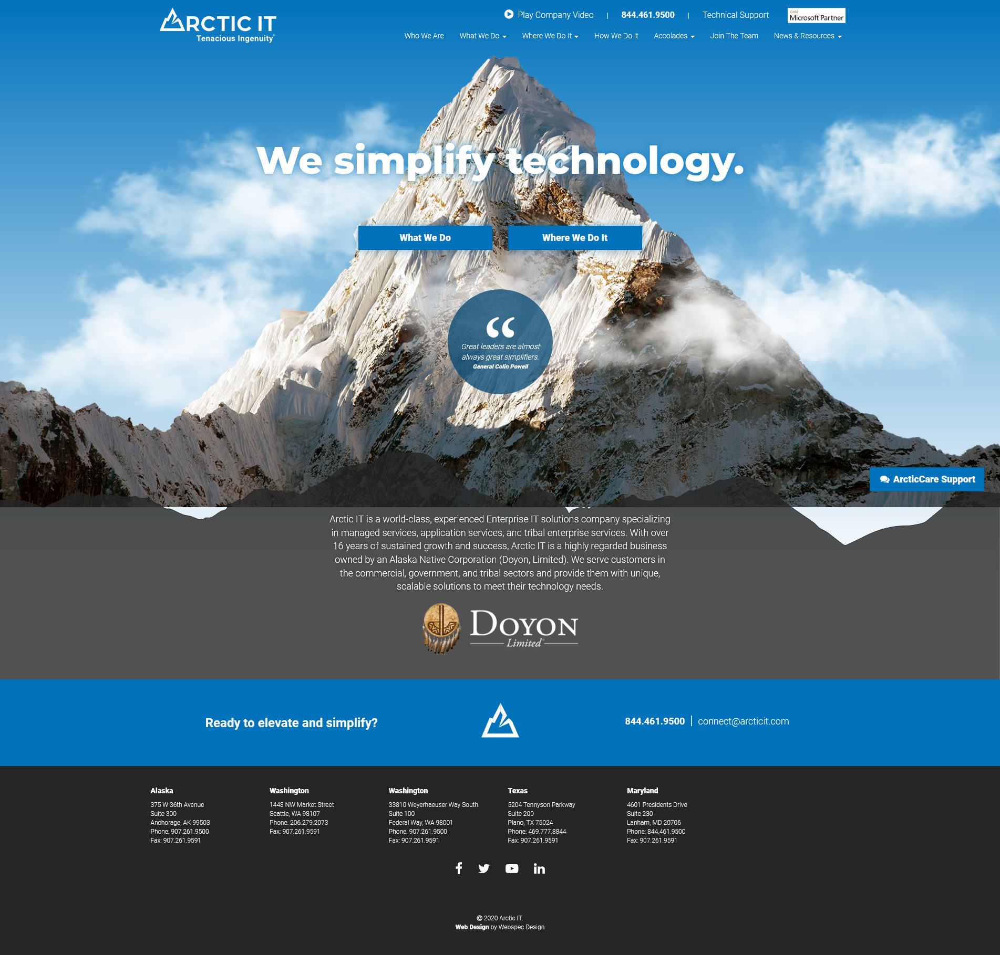 ARCTIC IT
Tenacious Ingenuity®
Play Company Video | 844.461.9500 | Technical Support
Gold
Microsoft Partner
Who We Are What We Do Where We Do It How We Do It Accolades Join The Team News & Resources
We simplify technology.
What We Do Where We Do It
“
Great leaders are almost
always great simplifiers.
General Colin Powell
ArcticCare Support
Arctic IT is a world-class, experienced Enterprise IT solutions company specializing
in managed services, application services, and tribal enterprise services. With over
16 years of sustained growth and success, Arctic IT is a highly regarded business
owned by an Alaska Native Corporation (Doyon, Limited). We serve customers in
the commercial, government, and tribal sectors and provide them with unique,
scalable solutions to meet their technology needs.
DOYON
Limited
Ready to elevate and simplify?
844.461.9500 | connect@arcticit.com
Alaska
375 W 36th Avenue
Suite 300
Anchorage, AK 99503
Phone: 907.261.9500
Fax: 907.261.9591
Washington
1448 NW Market Street
Seattle, WA 98107
Phone: 206.279.2073
Fax: 907.261.9591
Washington
33810 Weyerhaeuser Way South
Suite 100
Federal Way, WA 98001
Phone: 907.261.9500
Fax: 907.261.9591
Texas
5204 Tennyson Parkway
Suite 200
Plano, TX 75024
Phone: 469.777.8844
Fax: 907.261.9591
Maryland
4601 Presidents Drive
Suite 230
Lanham, MD 20706
Phone: 844.461.9500
Fax: 907.261.9591
© 2020 Arctic IT.
Web Design by Webspec Design